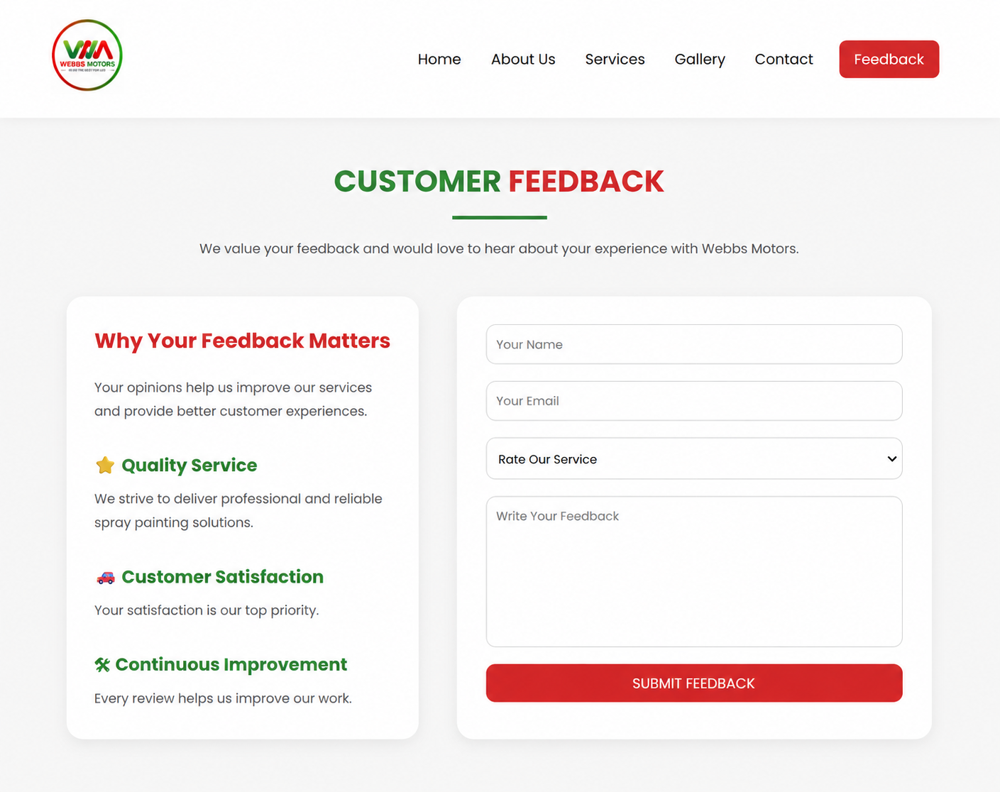 WEBBS MOTORS
Home
About Us
Services
Gallery
Contact
Feedback
CUSTOMER FEEDBACK
We value your feedback and would love to hear about your experience with Webbs Motors.
Why Your Feedback Matters
Your opinions help us improve our services
and provide better customer experiences.
⭐ Quality Service
We strive to deliver professional and reliable
spray painting solutions.
🚗 Customer Satisfaction
Your satisfaction is our top priority.
🛠 Continuous Improvement
Every review helps us improve our work.
Your Name
Your Email
Rate Our Service
Write Your Feedback
SUBMIT FEEDBACK